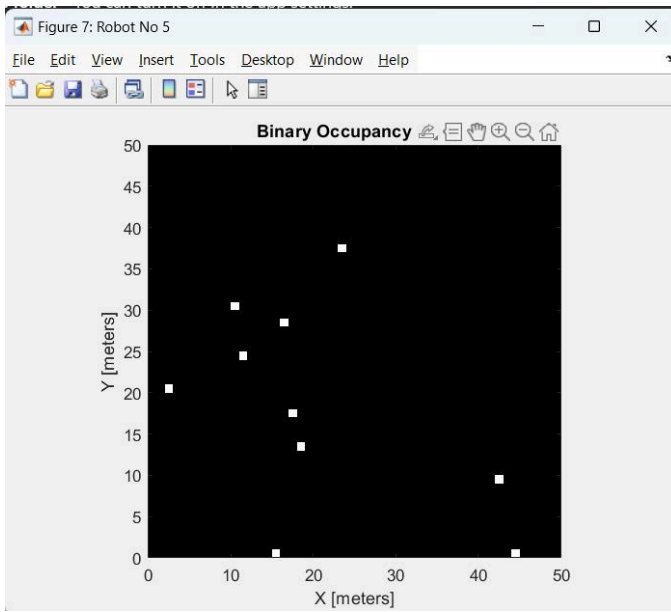 Figure 7: Robot No 5
File Edit View Insert Tools Desktop Window Help
Binary Occupancy
50
45
40
35
30
25
20
15
10
5
0
Y [meters]
0 10 20 30 40 50
X [meters]